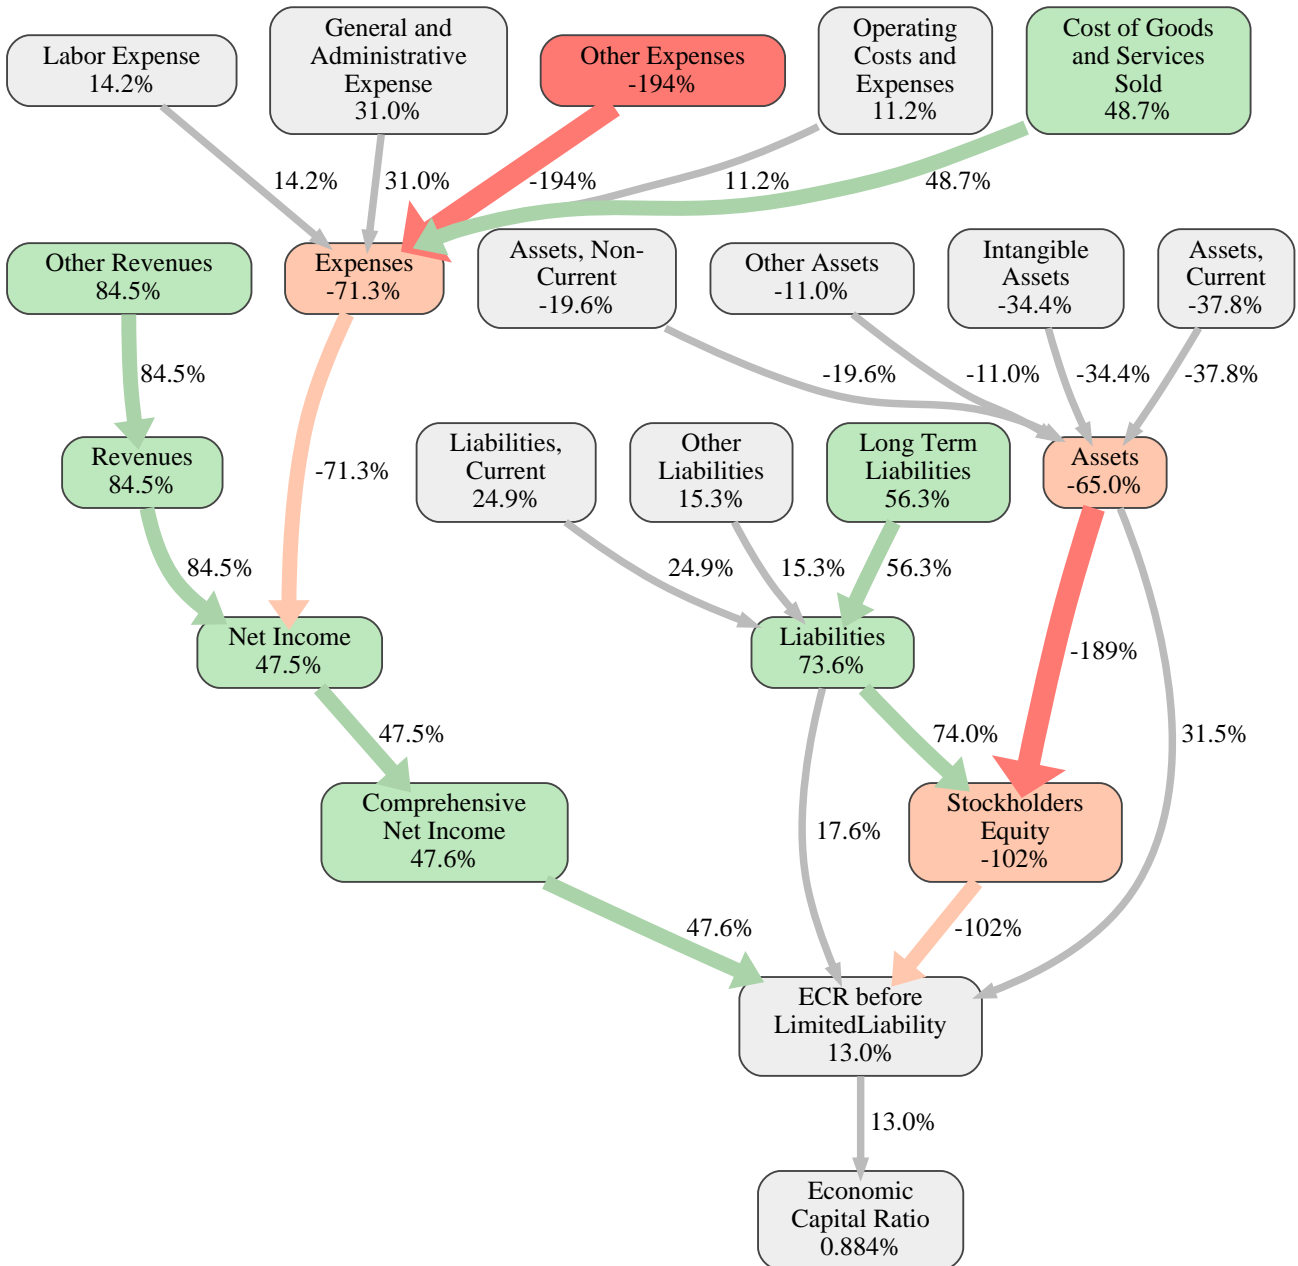 Labor Expense
14.2%
General and
Administrative
Expense
31.0%
Other Expenses
-194%
Operating
Costs and
Expenses
11.2%
Cost of Goods
and Services
Sold
48.7%
14.2%
31.0%
-194%
11.2%
48.7%
Other Revenues
84.5%
Expenses
-71.3%
Assets, Non-
Current
-19.6%
Other Assets
-11.0%
Intangible
Assets
-34.4%
Assets,
Current
-37.8%
84.5%
-71.3%
-19.6%
-11.0%
-34.4%
-37.8%
Revenues
84.5%
Liabilities,
Current
24.9%
Other
Liabilities
15.3%
Long Term
Liabilities
56.3%
Assets
-65.0%
84.5%
24.9%
15.3%
56.3%
-189%
31.5%
Net Income
47.5%
Liabilities
73.6%
47.5%
74.0%
17.6%
Comprehensive
Net Income
47.6%
Stockholders
Equity
-102%
47.6%
-102%
ECR before
LimitedLiability
13.0%
13.0%
Economic
Capital Ratio
0.884%